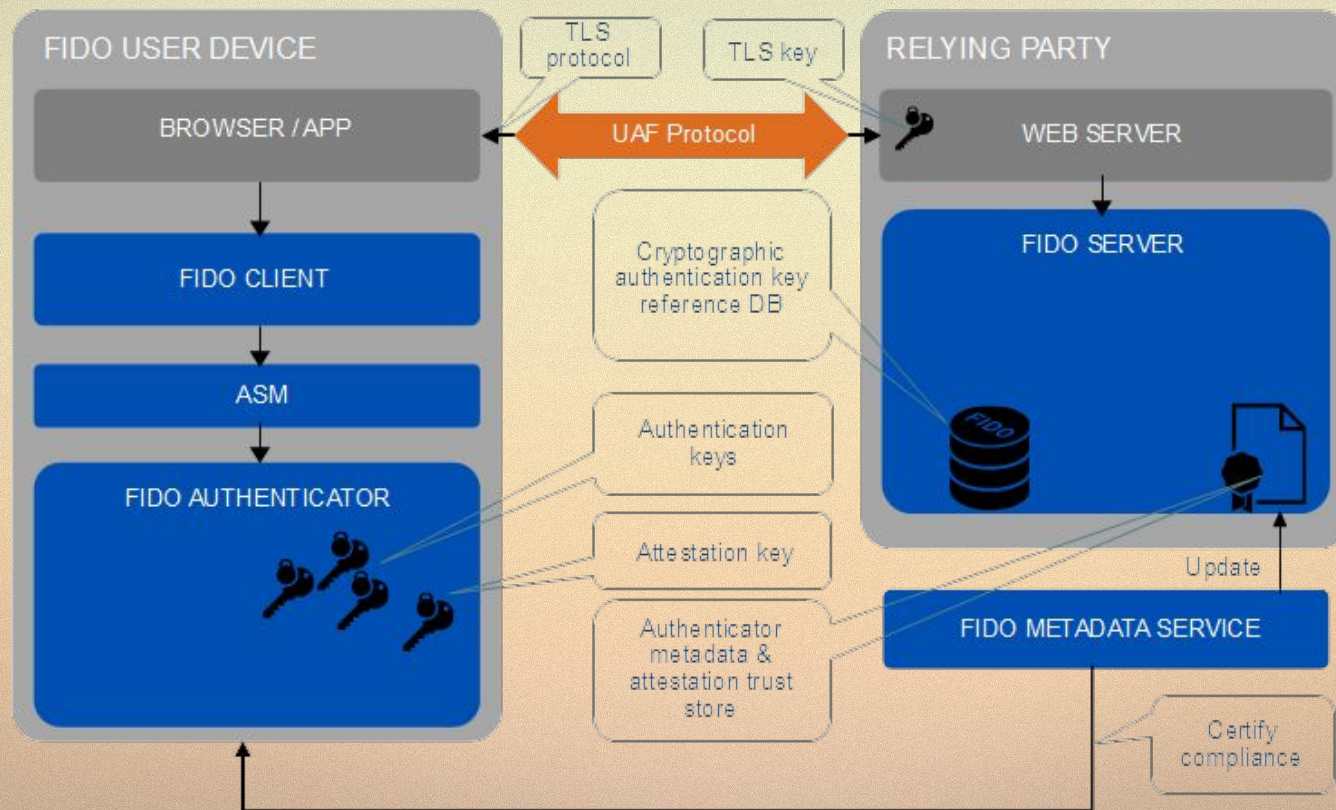 FIDO USER DEVICE
BROWSER / APP
FIDO CLIENT
ASM
FIDO AUTHENTICATOR
TLS
protocol
TLS key
UAF Protocol
Cryptographic
authentication key
reference DB
Authentication
keys
Attestation key
Authenticator
metadata &
attestation trust
store
RELYING PARTY
WEB SERVER
FIDO SERVER
FIDO
Update
FIDO METADATA SERVICE
Certify
compliance